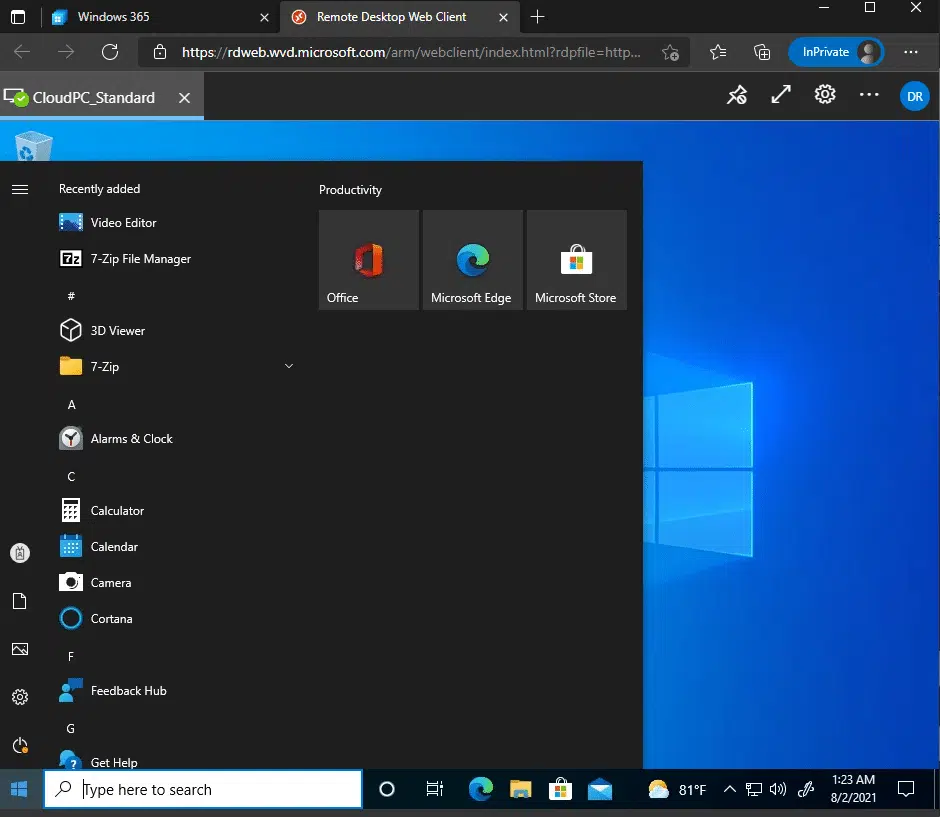 Windows 365
Remote Desktop Web Client
https://rdweb.wvd.microsoft.com/arm/webclient/index.html?rdpfile=http...
InPrivate
CloudPC_Standard
DR
Recently added
Productivity
Video Editor
7z
7-Zip File Manager
#
Office
Microsoft Edge
Microsoft Store
3D Viewer
7-Zip
A
Alarms & Clock
C
Calculator
Calendar
Camera
Cortana
F
Feedback Hub
G
Get Help
Type here to search
81°F
1:23 AM
8/2/2021